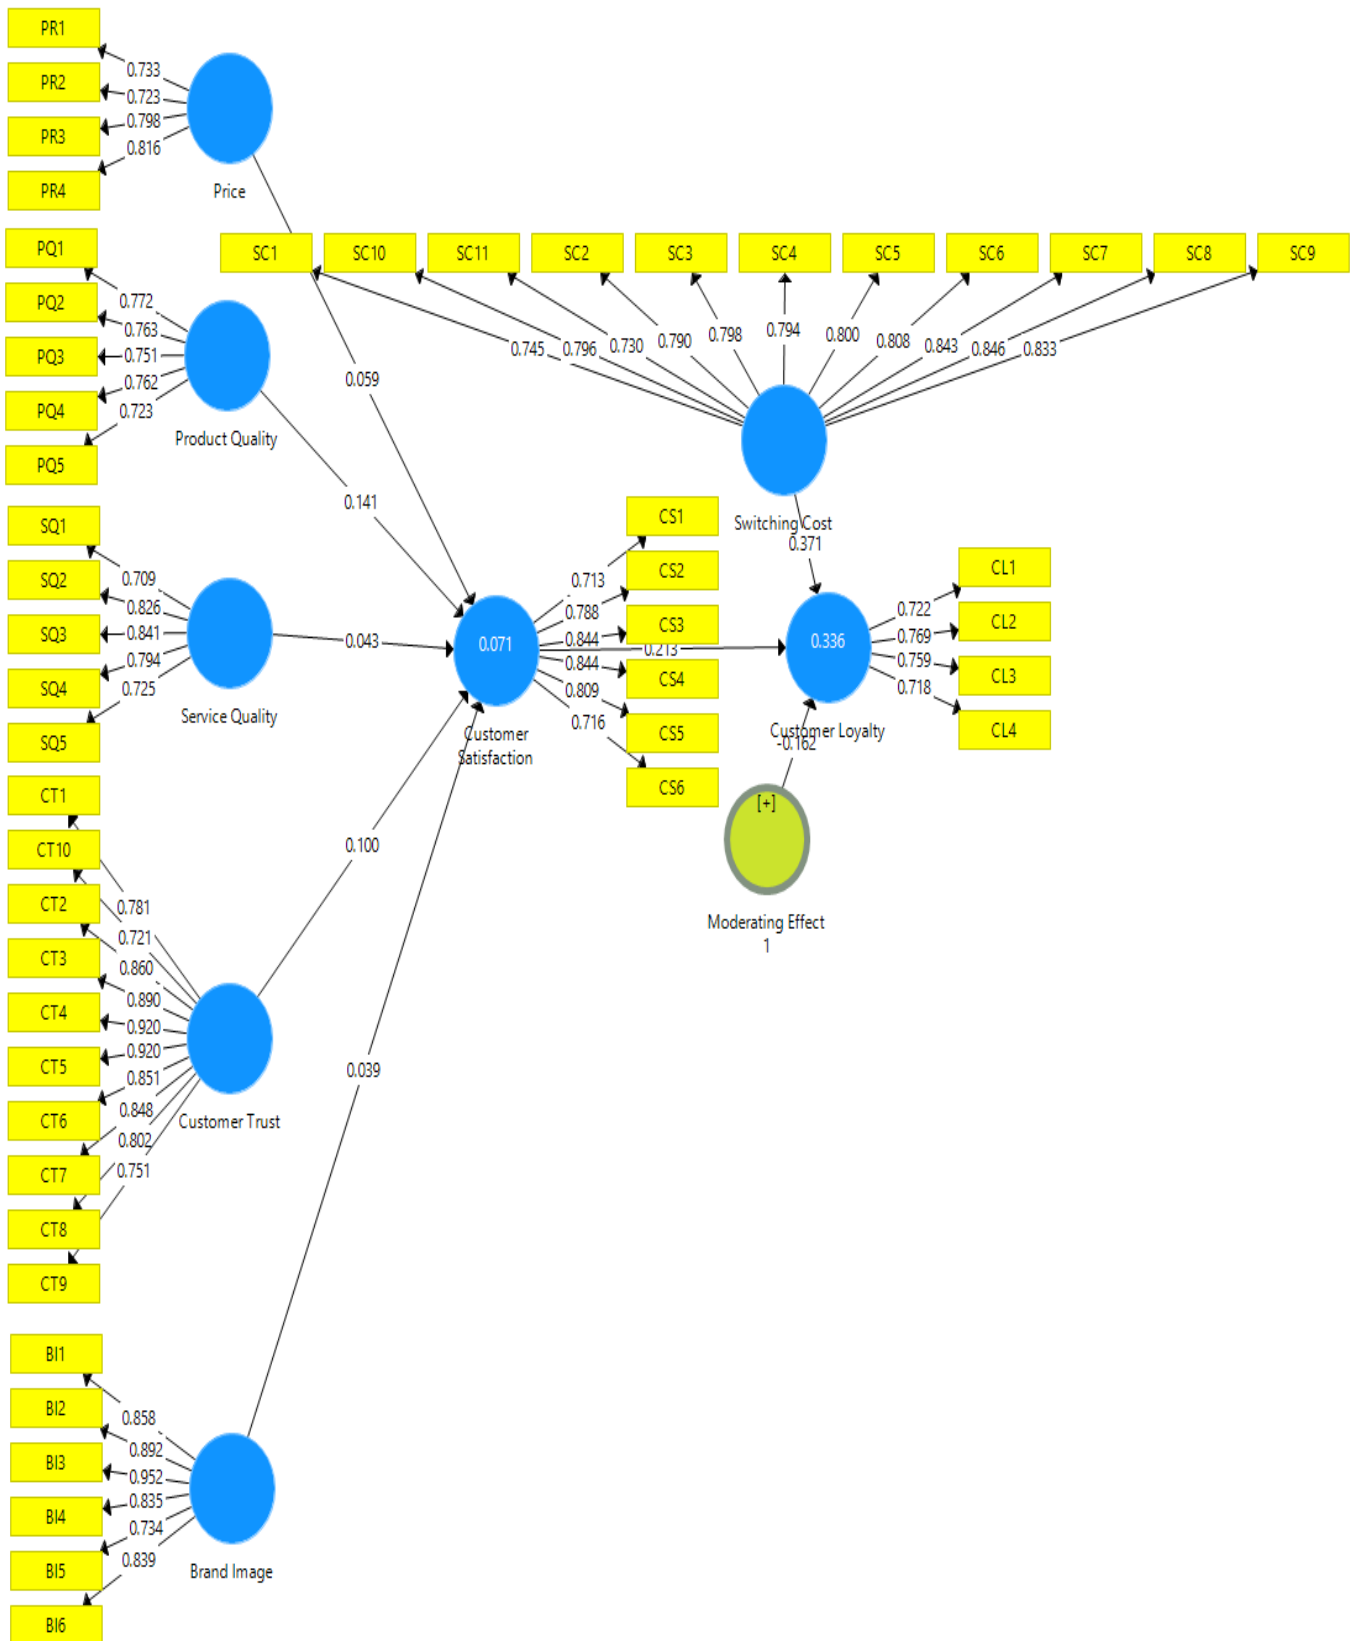 PR1
0.733
PR2
0.723
PR3
0.798
0.816
PR4
Price
PQ1
0.772
PQ2
0.763
PQ3
0.751
PQ4
0.762
0.723
PQ5
Product Quality
SC1
SC10
SC11
SC2
SC3
SC4
SC5
SC6
SC7
SC8
SC9
0.745
0.796
0.730
0.790
0.798
0.794
0.800
0.808
0.843
0.846
0.833
Switching Cost
0.371
0.059
0.141
SQ1
0.709
SQ2
0.826
SQ3
0.841
0.794
SQ4
0.725
SQ5
Service Quality
0.043
0.071
Customer
Satisfaction
CS1
0.713
CS2
0.788
CS3
0.844
0.213
0.844
CS4
0.809
CS5
0.716
CS6
0.336
Customer Loyalty
CL1
0.722
CL2
0.769
0.759
CL3
0.718
CL4
-0.162
[+]
Moderating Effect
1
CT1
CT10
CT2
0.781
0.721
CT3
0.860
0.890
CT4
0.920
0.920
CT5
0.851
CT6
0.848
0.802
CT7
0.751
CT8
CT9
Customer Trust
0.100
0.039
BI1
BI2
0.858
0.892
BI3
0.952
0.835
BI4
0.734
0.839
BI5
BI6
Brand Image